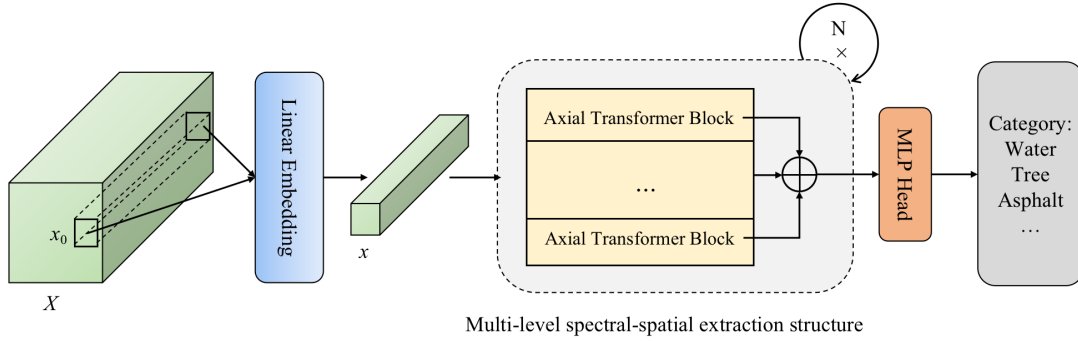 X
x₀
Linear Embedding
x
Axial Transformer Block
...
Axial Transformer Block
N
×
MLP Head
Category:
Water
Tree
Asphalt
...
Multi-level spectral-spatial extraction structure